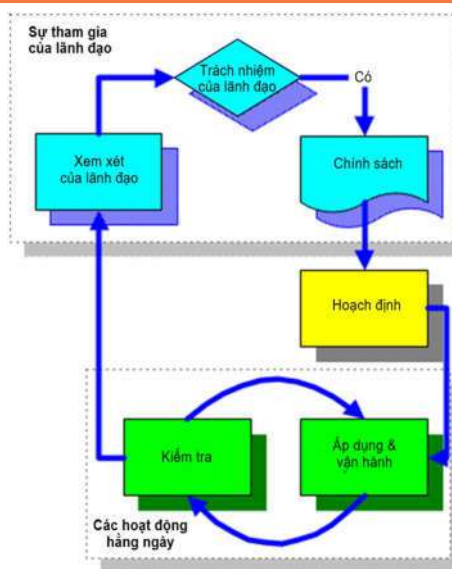 Sự tham gia
của lãnh đạo
Trách nhiệm
của lãnh đạo
Có
Xem xét
của lãnh đạo
Chính sách
Hoạch định
Kiểm tra
Áp dụng &
vận hành
Các hoạt động
hằng ngày